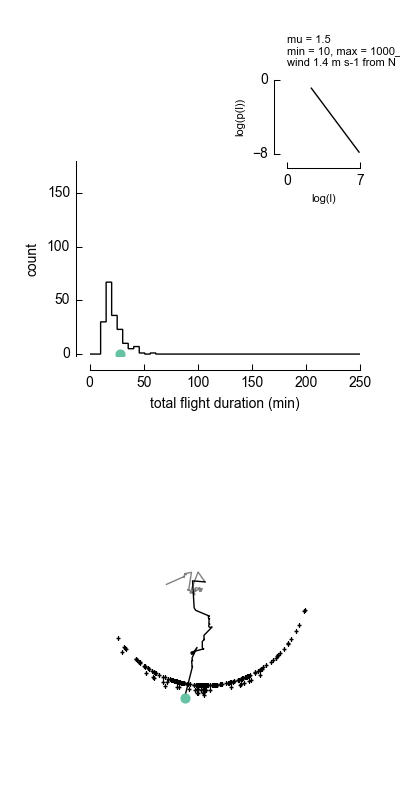 mu = 1.5
min = 10, max = 1000_
wind 1.4 m s-1 from N
0
log(p(l))
−8
0
7
log(l)
150
100
50
0
count
0
50
100
150
200
250
total flight duration (min)